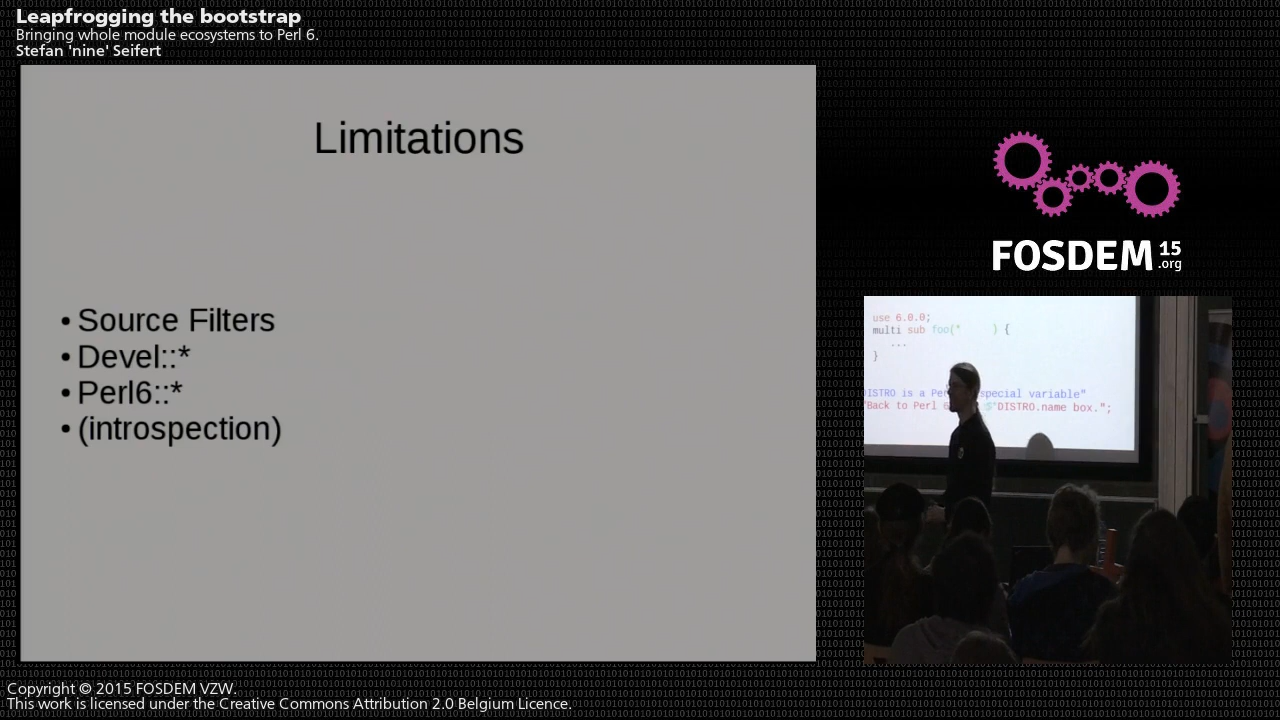 Leapfrogging the bootstrap
Bringing whole module ecosystems to Perl 6.
Stefan 'nine' Seifert
Limitations
• Source Filters
• Devel::*
• Perl6::*
• (introspection)
FOSDEM 15
.org
use 6.0.0;
multi sub foo(* ) {
...
}
DISTRO is a special variable"
"Back to Perl DISTRO.name box.";
Copyright © 2015 FOSDEM VZW.
This work is licensed under the Creative Commons Attribution 2.0 Belgium Licence.